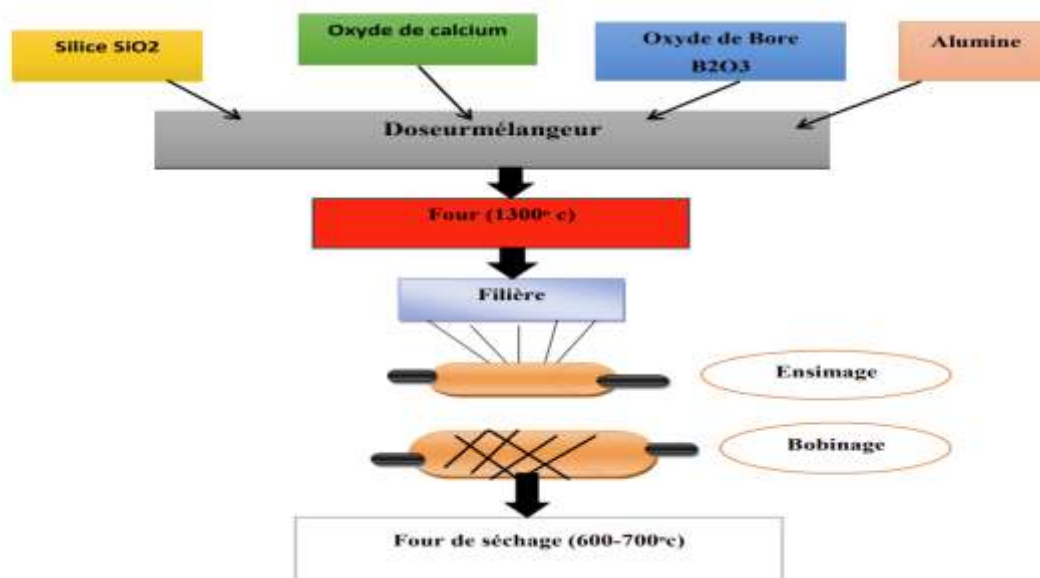 Silice SiO2
Oxyde de calcium
Oxyde de Bore
B2O3
Alumine
Doseurmélangeur
Four (1300° c)
Filière
Ensimage
Bobinage
Four de séchage (600-700°c)